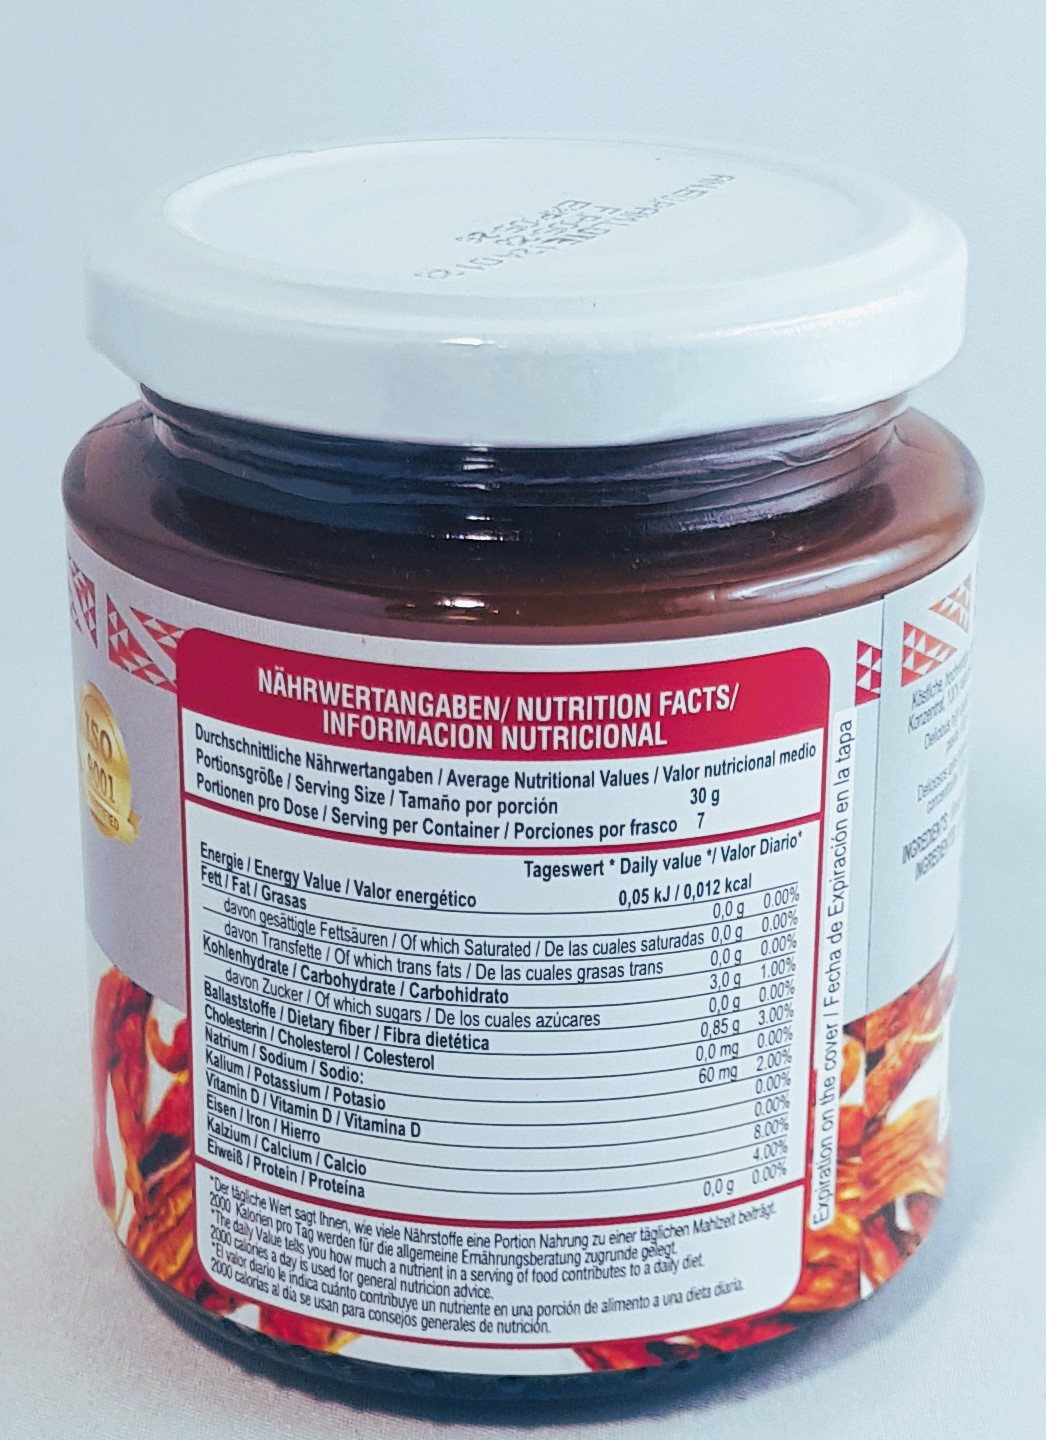 NÄHRWERTANGABEN/ NUTRITION FACTS/
INFORMACION NUTRICIONAL
Durchschnittliche Nährwertangaben / Average Nutritional Values / Valor nutricional medio
Portionsgröße / Serving Size / Tamaño por porción 30 g
Portionen pro Dose / Serving per Container / Porciones por frasco 7
Tageswert * Daily value */ Valor Diario*
Energie / Energy Value / Valor energético 0,05 kJ / 0,012 kcal
Fett / Fat / Grasas 0,0 g 0.00%
davon gesättigte Fettsäuren / Of which Saturated / De las cuales saturadas 0,0 g 0.00%
davon Transfette / Of which trans fats / De las cuales grasas trans 0,0 g 0.00%
Kohlenhydrate / Carbohydrate / Carbohidrato 3,0 g 1.00%
davon Zucker / Of which sugars / De los cuales azúcares 0,0 g 0.00%
Ballaststoffe / Dietary fiber / Fibra dietética 0,85 g 3.00%
Cholesterin / Cholesterol / Colesterol 0,0 mg 0.00%
Natrium / Sodium / Sodio: 60 mg 2.00%
Kalium / Potassium / Potasio 0.00%
Vitamin D / Vitamin D / Vitamina D 0.00%
Eisen / Iron / Hierro 8.00%
Kalzium / Calcium / Calcio 4.00%
Eiweiß / Protein / Proteína 0,0 g 0.00%
*Der tägliche Wert sagt Ihnen, wie viele Nährstoffe eine Portion Nahrung zu einer täglichen Mahlzeit beiträgt.
2000 Kalorien pro Tag werden für die allgemeine Ernährungsberatung zugrunde gelegt.
*The daily Value tells you how much a nutrient in a serving of food contributes to a daily diet.
2000 calories a day is used for general nutricion advice.
*El valor diario le indica cuánto contribuye un nutriente en una porción de alimento a una dieta diaria.
2000 calorías al día se usan para consejos generales de nutrición.
Expiration on the cover / Fecha de Expiración en la tapa
ISO
9001
Köstliche
Konzentrat,